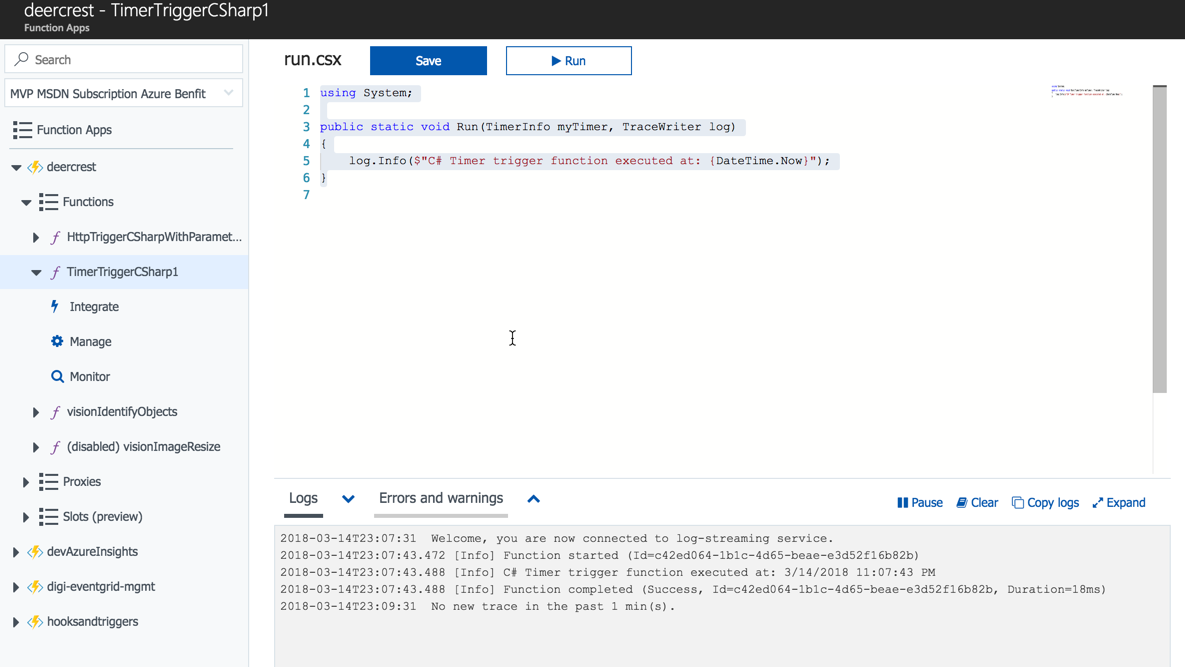 deercrest - TimerTriggerCSharp1
Function Apps
Search
MVP MSDN Subscription Azure Benfit
Function Apps
deercrest
Functions
HttpTriggerCSharpWithParamet...
TimerTriggerCSharp1
Integrate
Manage
Monitor
visionIdentifyObjects
(disabled) visionImageResize
Proxies
Slots (preview)
devAzureInsights
digi-eventgrid-mgmt
hooksandtriggers
run.csx Save Run
1 using System;
2
3 public static void Run(TimerInfo myTimer, TraceWriter log)
4 {
5 log.Info($"C# Timer trigger function executed at: {DateTime.Now}");
6 }
7
Logs Errors and warnings Pause Clear Copy logs Expand
2018-03-14T23:07:31 Welcome, you are now connected to log-streaming service.
2018-03-14T23:07:43.472 [Info] Function started (Id=c42ed064-1b1c-4d65-beae-e3d52f16b82b)
2018-03-14T23:07:43.488 [Info] C# Timer trigger function executed at: 3/14/2018 11:07:43 PM
2018-03-14T23:07:43.488 [Info] Function completed (Success, Id=c42ed064-1b1c-4d65-beae-e3d52f16b82b, Duration=18ms)
2018-03-14T23:09:31 No new trace in the past 1 min(s).